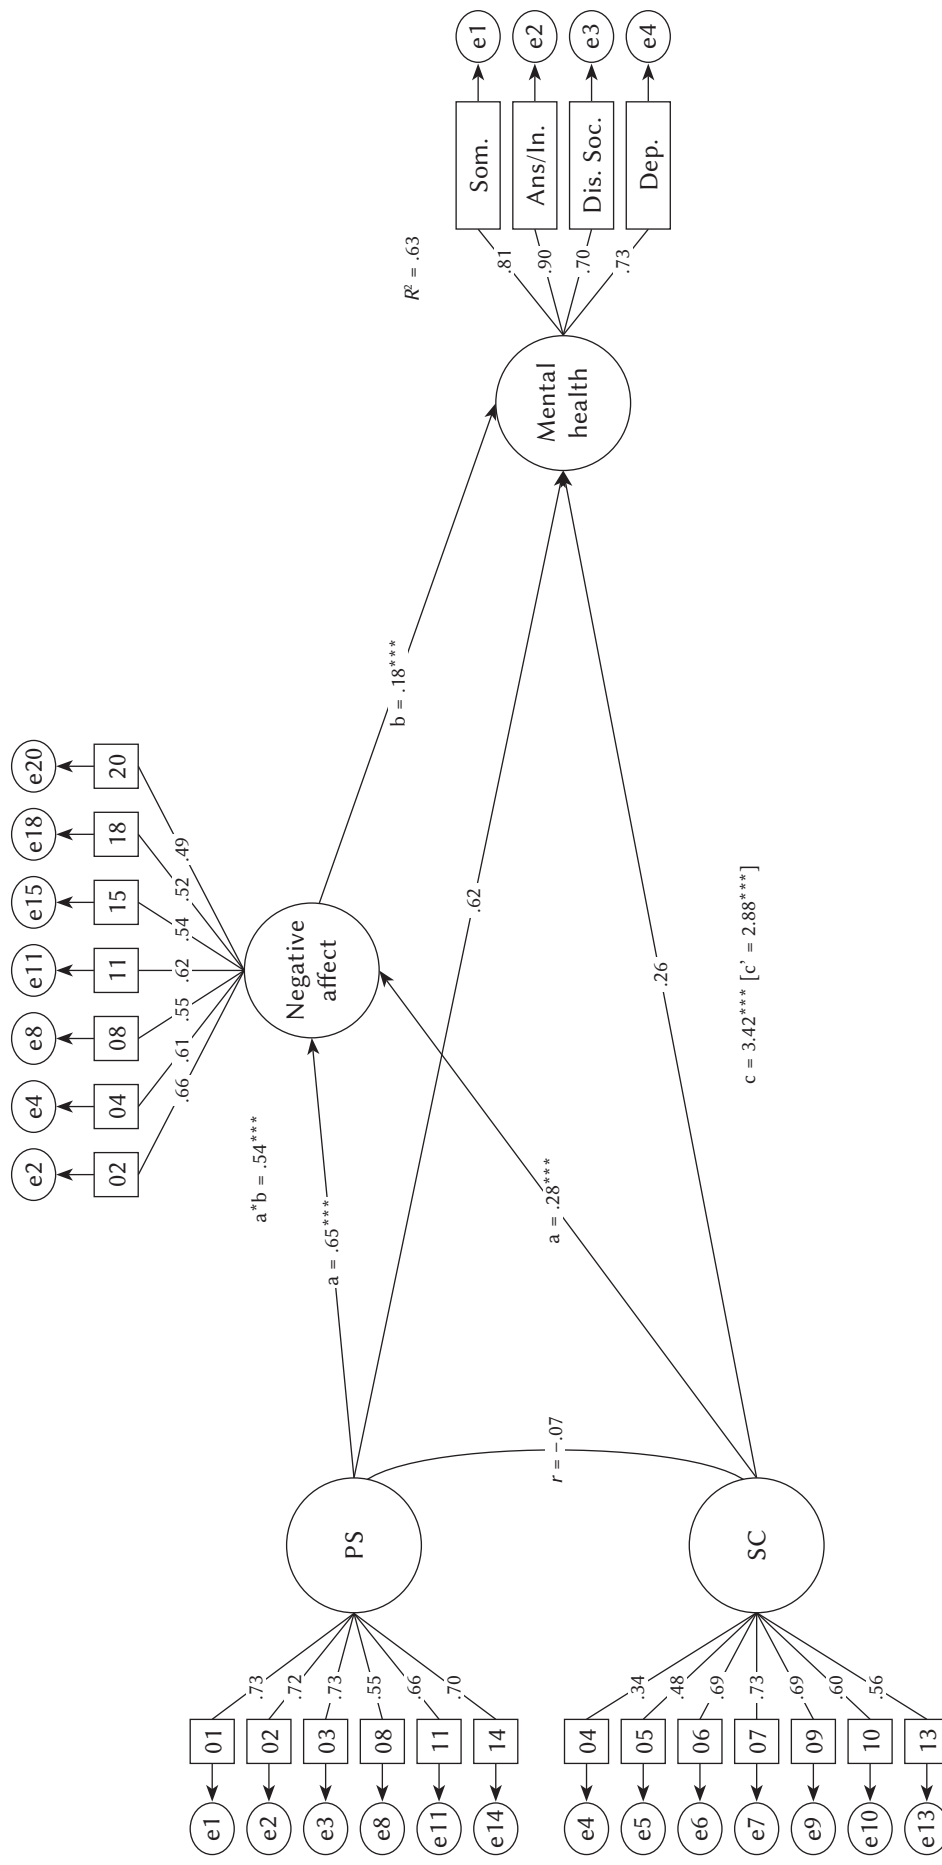 e2
e4
e8
e11
e15
e18
e20
02
04
08
11
15
18
20
.66
.61
.55
.62
.54
.52
.49
Negative
affect
a*b = .54***
a = .65***
b = .18***
R² = .63
e1
e2
e3
e8
e11
e14
01
02
03
08
11
14
.73
.72
.73
.55
.66
.70
PS
r = –.07
.62
a = .28***
.26
c = 3.42*** [c’ = 2.88***]
e4
e5
e6
e7
e9
e10
e13
04
05
06
07
09
10
13
.34
.48
.69
.73
.69
.60
.56
SC
Mental
health
.81
.90
.70
.73
Som.
Ans/In.
Dis. Soc.
Dep.
e1
e2
e3
e4